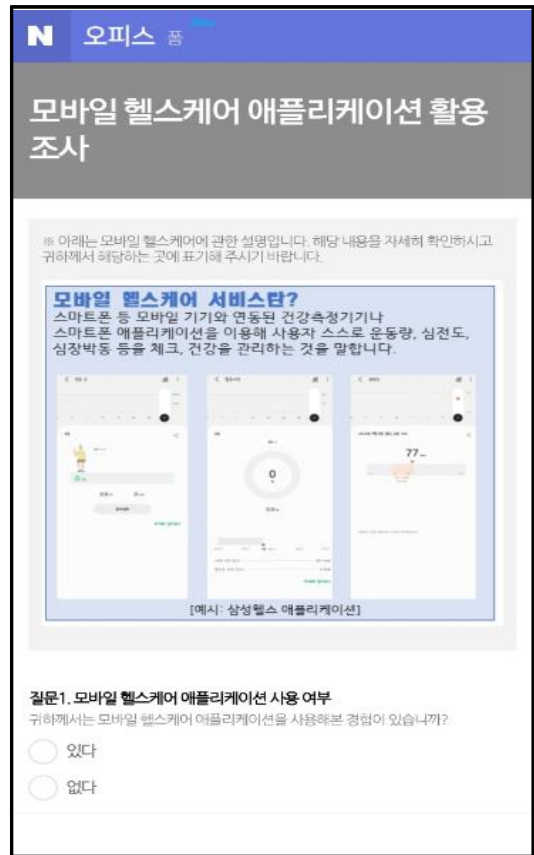 N 오피스 폼
모바일 헬스케어 애플리케이션 활용
조사
※ 아래는 모바일 헬스케어에 관한 설명입니다. 해당 내용을 자세히 확인하시고
귀하께서 해당하는 곳에 표기해 주시기 바랍니다.
모바일 헬스케어 서비스란?
스마트폰 등 모바일 기기와 연동된 건강측정기기나
스마트폰 애플리케이션을 이용해 사용자 스스로 운동량, 심전도,
심장박동 등을 체크, 건강을 관리하는 것을 말합니다.
0
0
77
[예시: 삼성헬스 애플리케이션]
질문1. 모바일 헬스케어 애플리케이션 사용 여부
귀하께서는 모바일 헬스케어 애플리케이션을 사용해본 경험이 있습니까?
있다
없다